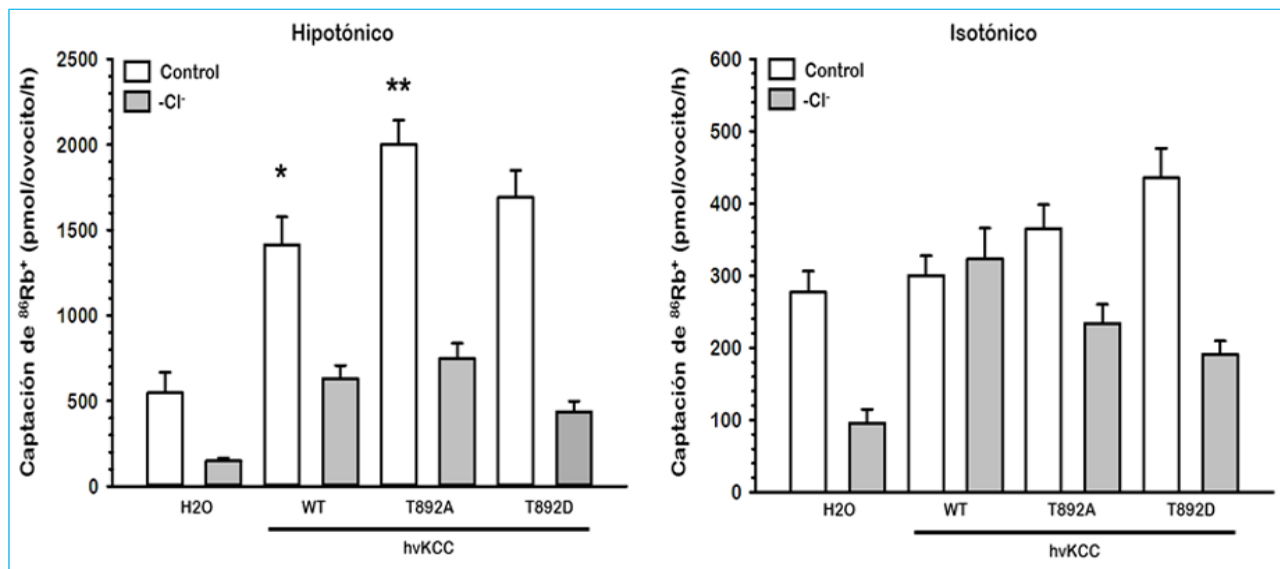 Hipotónico
Captación de ⁸⁶Rb⁺ (pmol/ovocito/h)
2500
2000
1500
1000
500
0
Control
-Cl⁻
*
**
H2O
WT
T892A
T892D
hvKCC
Isotónico
Captación de ⁸⁶Rb⁺ (pmol/ovocito/h)
600
500
400
300
200
100
0
Control
-Cl⁻
H2O
WT
T892A
T892D
hvKCC